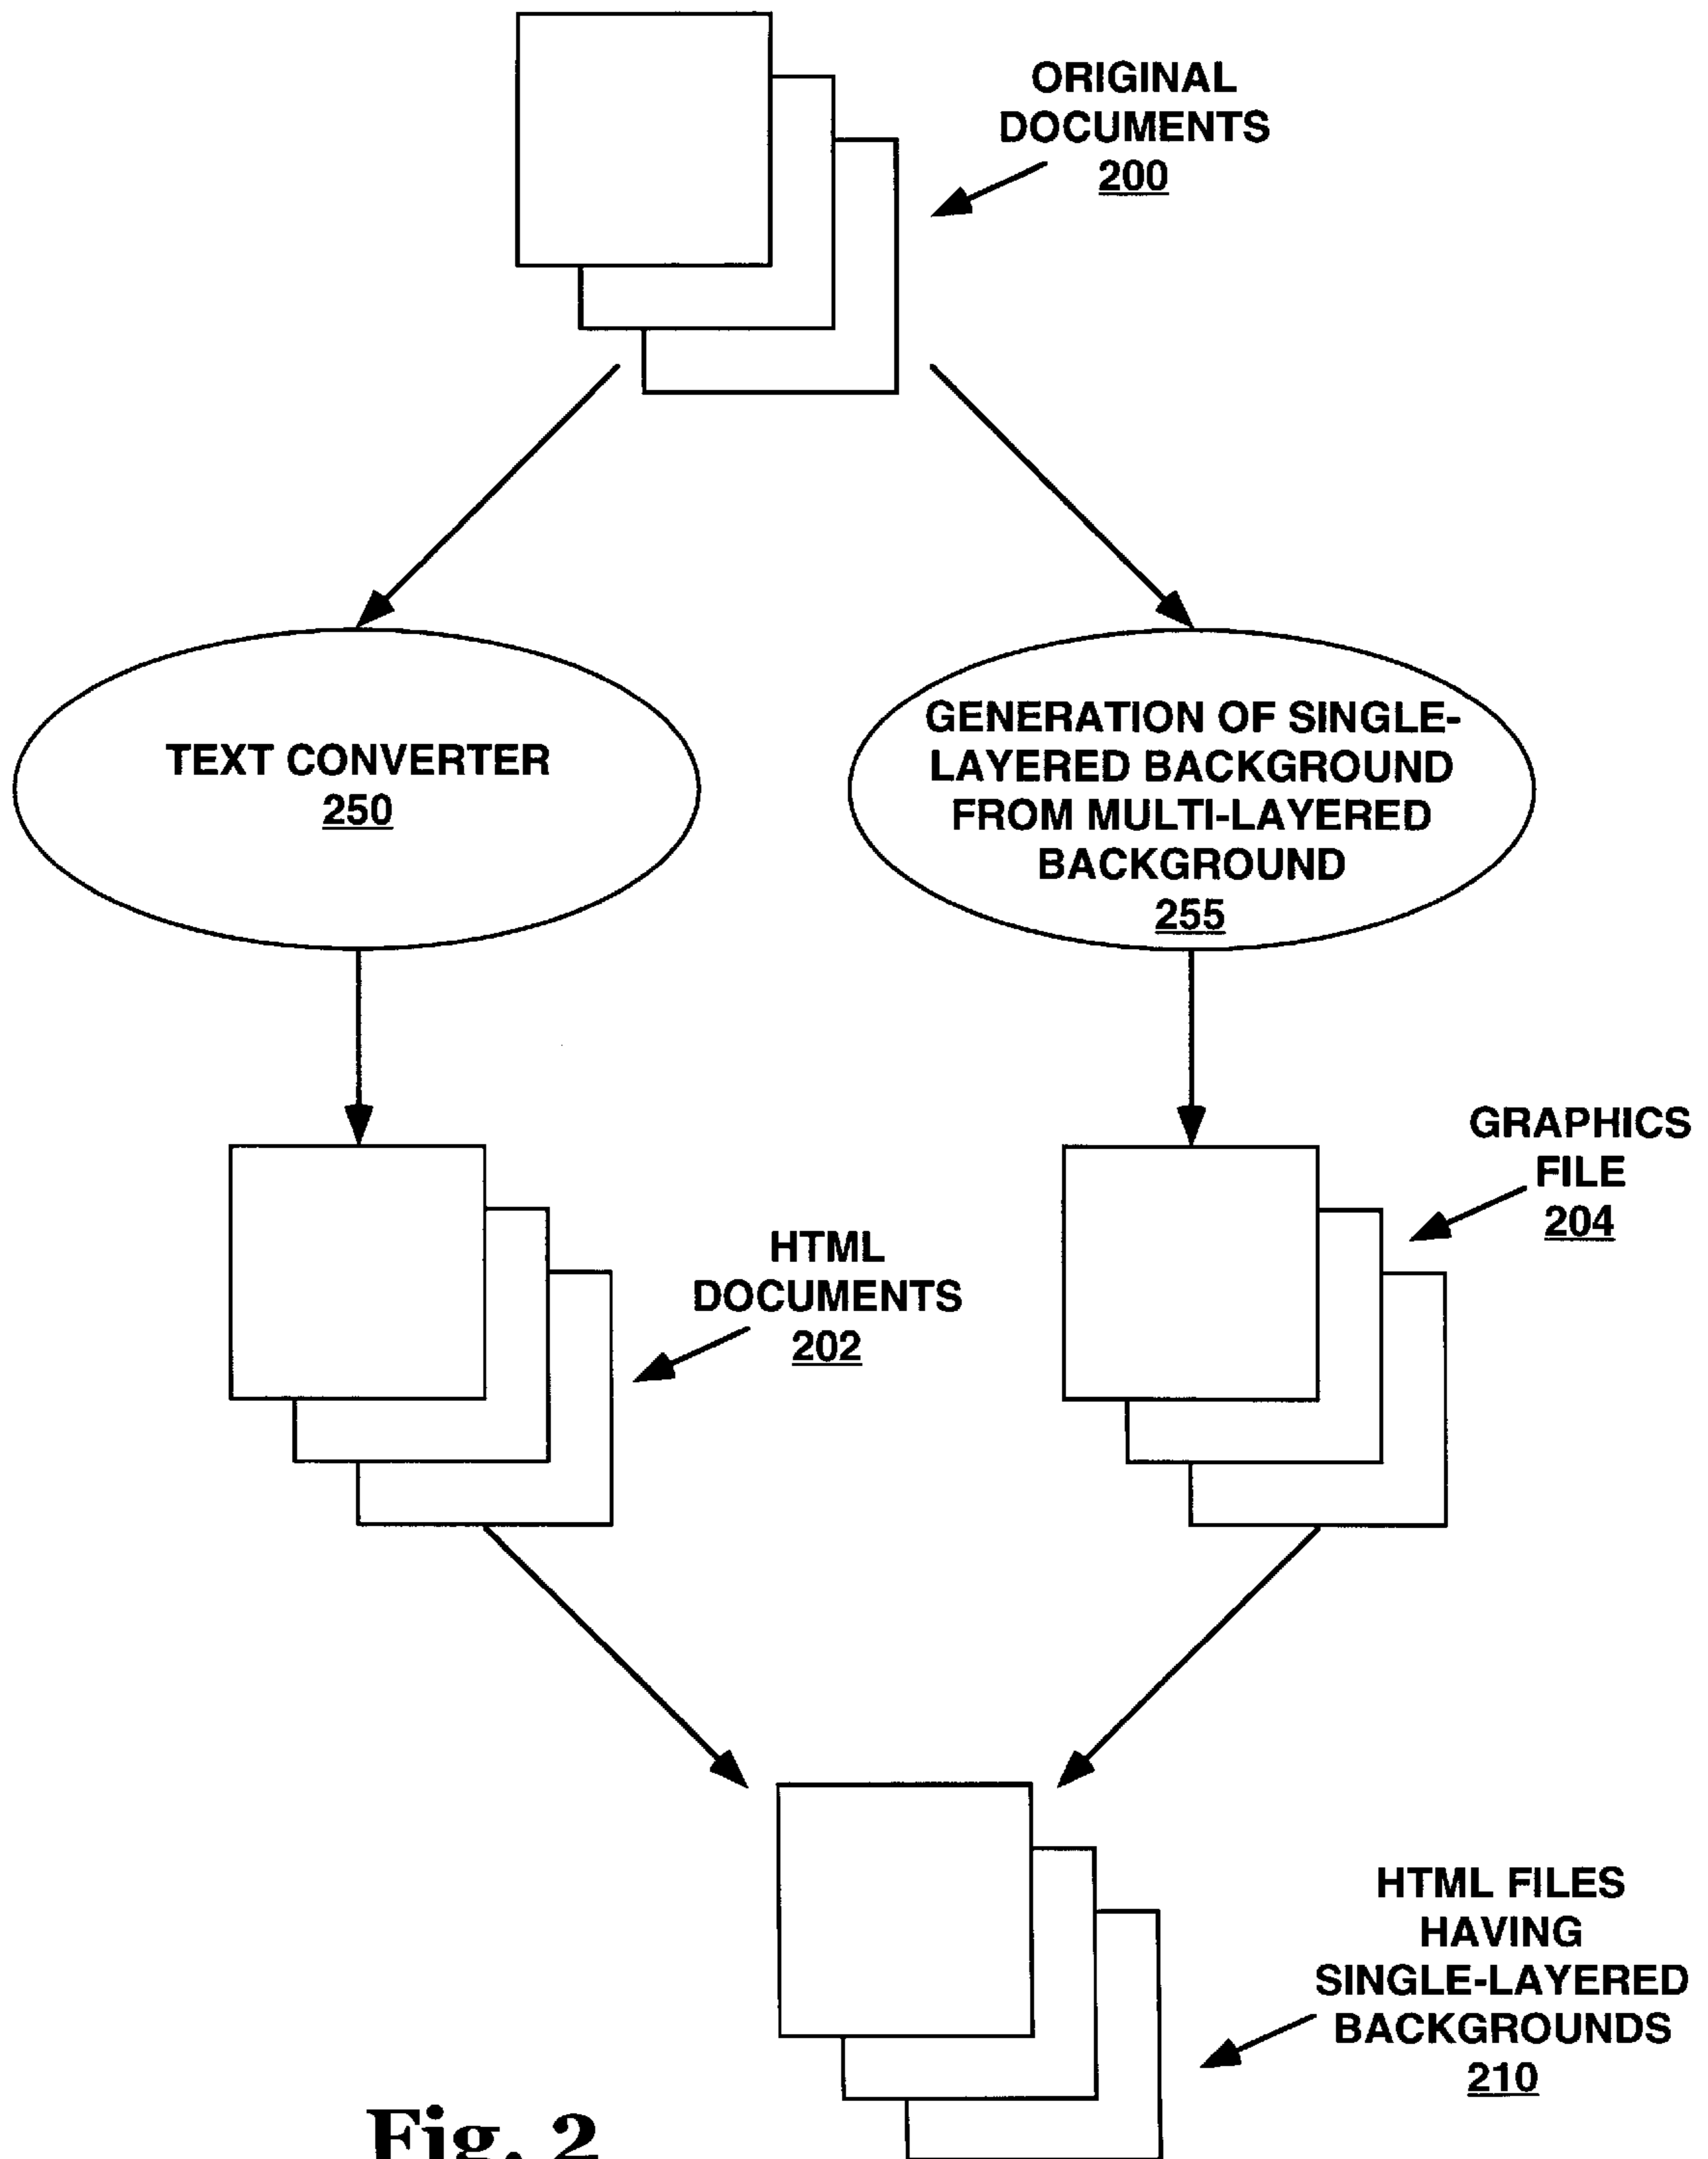 ORIGINAL
DOCUMENTS
200
TEXT CONVERTER
250
GENERATION OF SINGLE-
LAYERED BACKGROUND
FROM MULTI-LAYERED
BACKGROUND
255
GRAPHICS
FILE
204
HTML
DOCUMENTS
202
HTML FILES
HAVING
SINGLE-LAYERED
BACKGROUNDS
210
Fig. 2